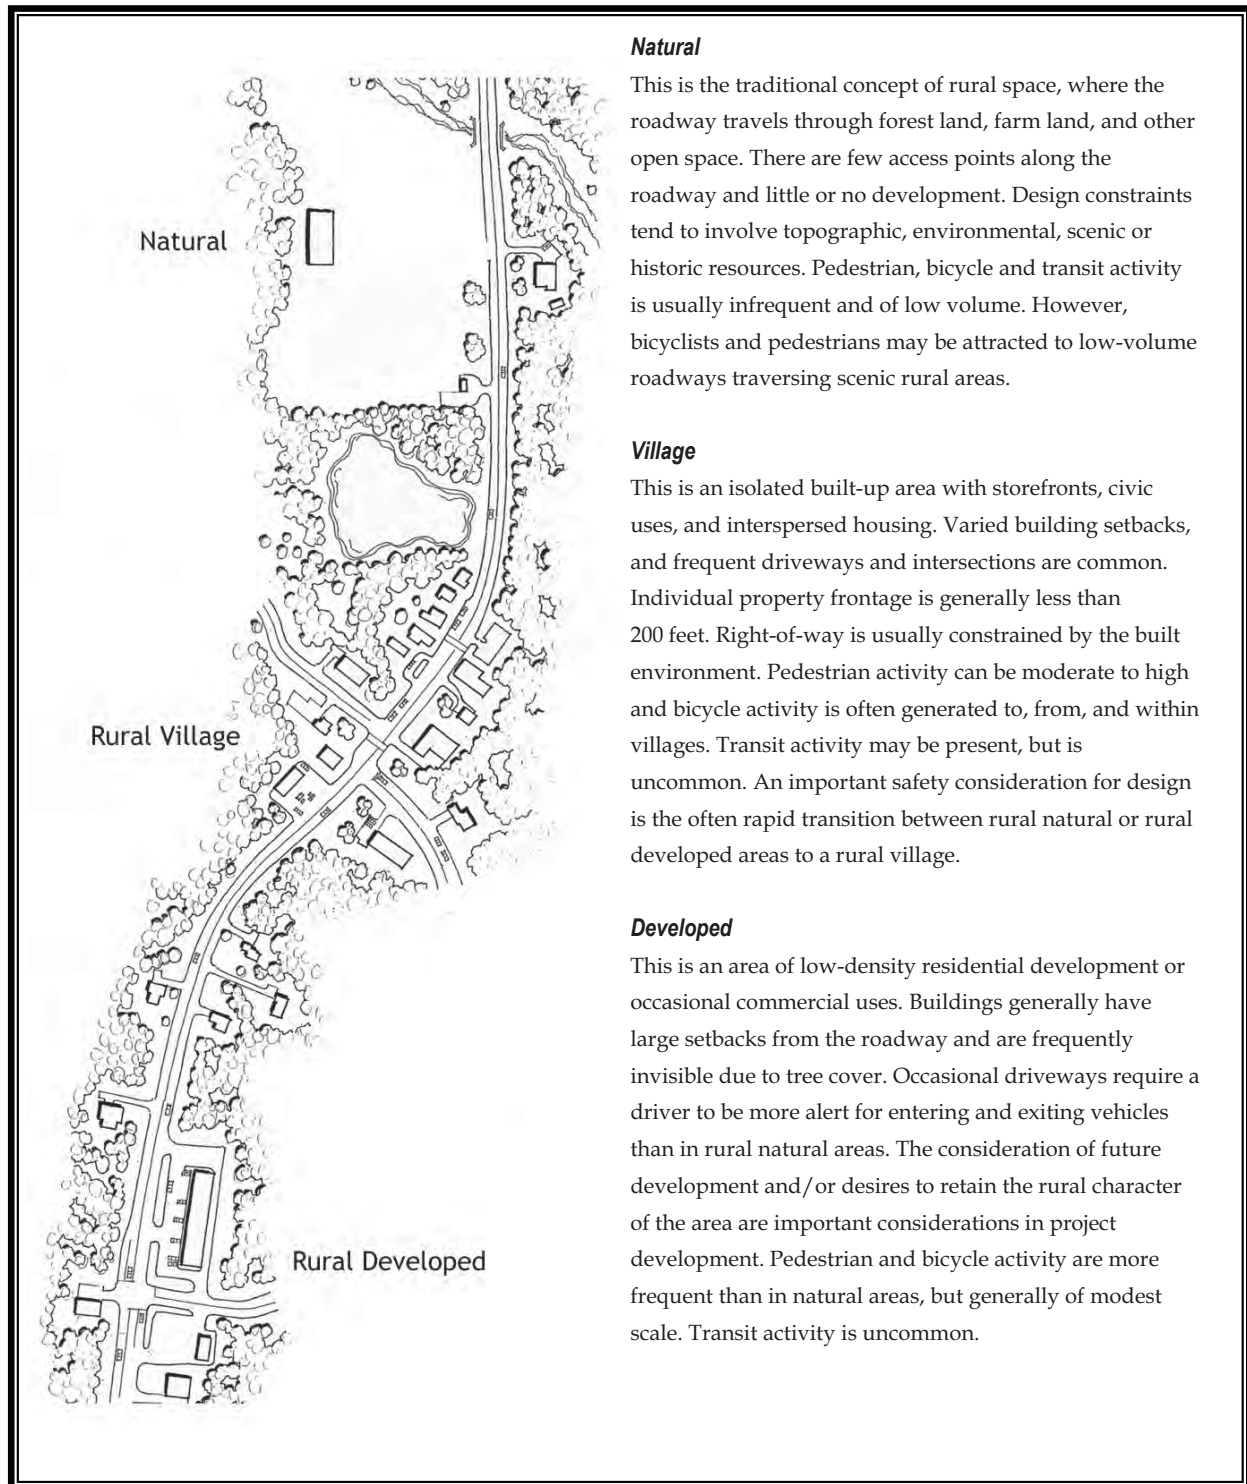 Natural
Rural Village
Rural Developed
Natural
This is the traditional concept of rural space, where the
roadway travels through forest land, farm land, and other
open space. There are few access points along the
roadway and little or no development. Design constraints
tend to involve topographic, environmental, scenic or
historic resources. Pedestrian, bicycle and transit activity
is usually infrequent and of low volume. However,
bicyclists and pedestrians may be attracted to low-volume
roadways traversing scenic rural areas.
Village
This is an isolated built-up area with storefronts, civic
uses, and interspersed housing. Varied building setbacks,
and frequent driveways and intersections are common.
Individual property frontage is generally less than
200 feet. Right-of-way is usually constrained by the built
environment. Pedestrian activity can be moderate to high
and bicycle activity is often generated to, from, and within
villages. Transit activity may be present, but is
uncommon. An important safety consideration for design
is the often rapid transition between rural natural or rural
developed areas to a rural village.
Developed
This is an area of low-density residential development or
occasional commercial uses. Buildings generally have
large setbacks from the roadway and are frequently
invisible due to tree cover. Occasional driveways require a
driver to be more alert for entering and exiting vehicles
than in rural natural areas. The consideration of future
development and/or desires to retain the rural character
of the area are important considerations in project
development. Pedestrian and bicycle activity are more
frequent than in natural areas, but generally of modest
scale. Transit activity is uncommon.